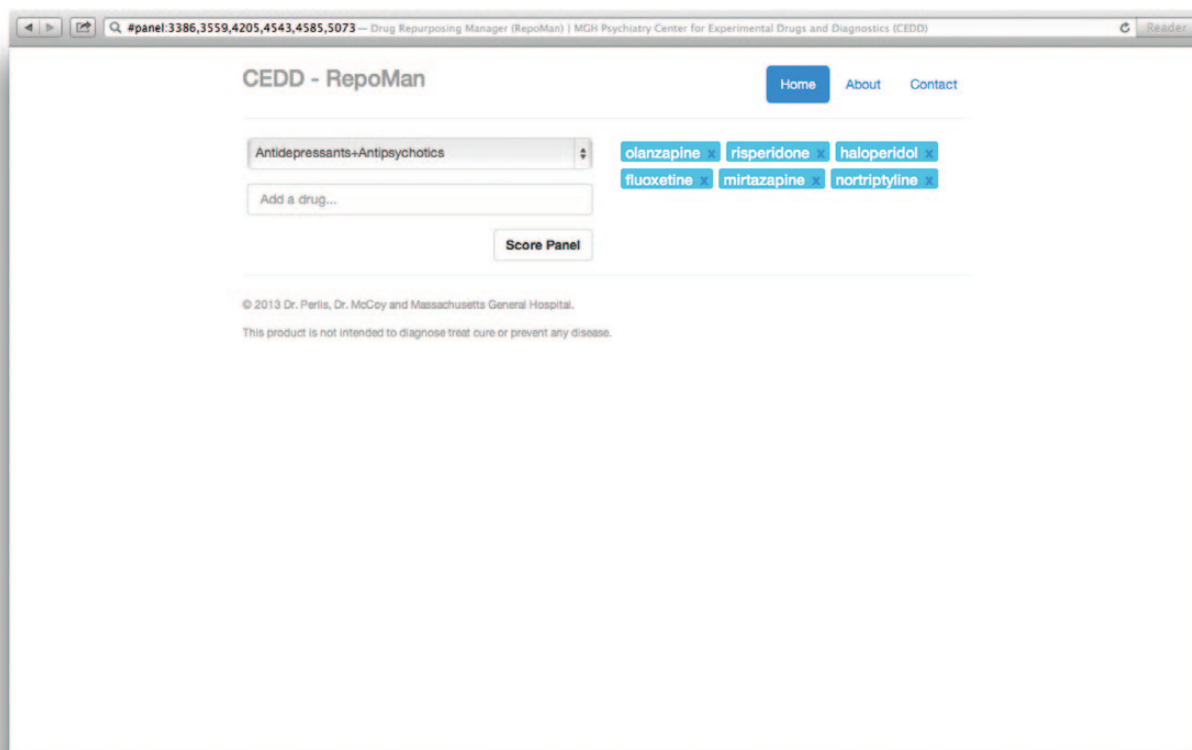 #panel:3386,3559,4205,4543,4585,5073 — Drug Repurposing Manager (RepoMan) | MGH Psychiatry Center for Experimental Drugs and Diagnostics (CEDD)
Reader
CEDD - RepoMan
Home
About
Contact
Antidepressants+Antipsychotics
Add a drug...
Score Panel
olanzapine x risperidone x haloperidol x
fluoxetine x mirtazapine x nortriptyline x
© 2013 Dr. Perlis, Dr. McCoy and Massachusetts General Hospital.
This product is not intended to diagnose treat cure or prevent any disease.